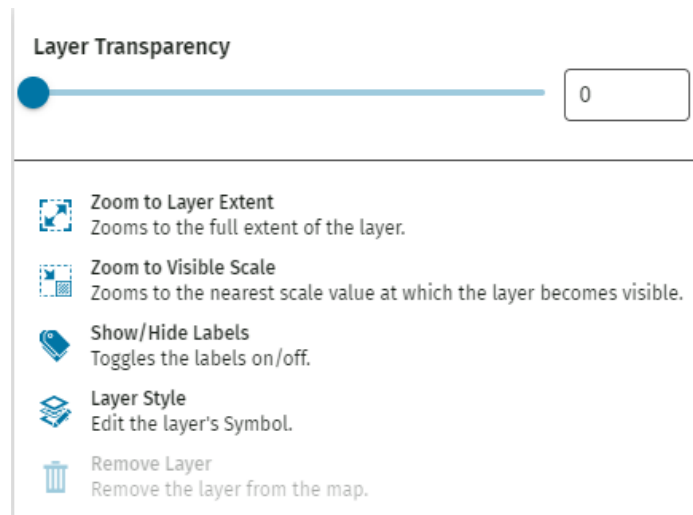 Layer Transparency
0
Zoom to Layer Extent
Zooms to the full extent of the layer.
Zoom to Visible Scale
Zooms to the nearest scale value at which the layer becomes visible.
Show/Hide Labels
Toggles the labels on/off.
Layer Style
Edit the layer's Symbol.
Remove Layer
Remove the layer from the map.